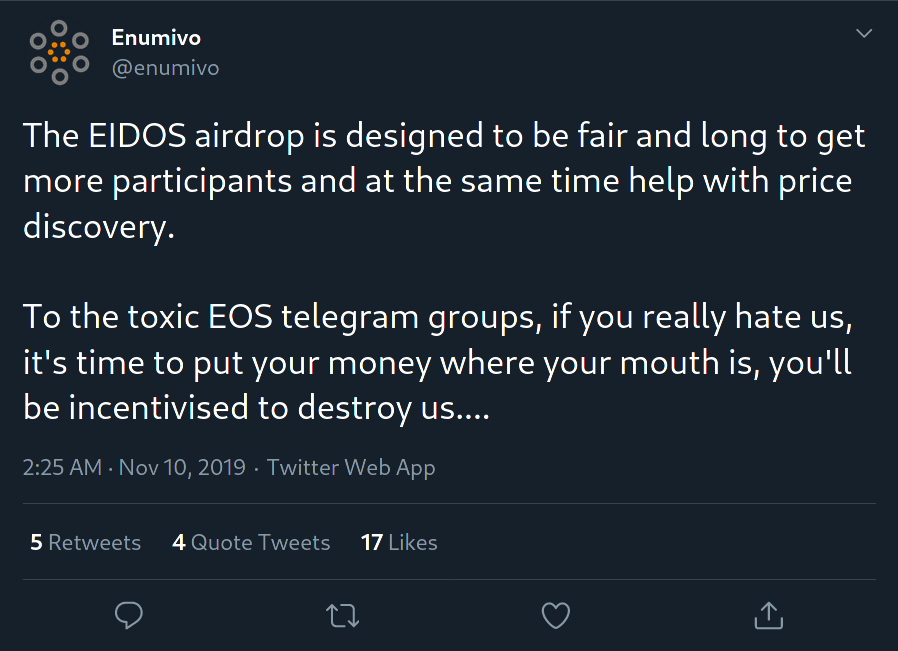 Enumivo
@enumivo
The EIDOS airdrop is designed to be fair and long to get
more participants and at the same time help with price
discovery.
To the toxic EOS telegram groups, if you really hate us,
it's time to put your money where your mouth is, you'll
be incentivised to destroy us....
2:25 AM · Nov 10, 2019 · Twitter Web App
5 Retweets 4 Quote Tweets 17 Likes